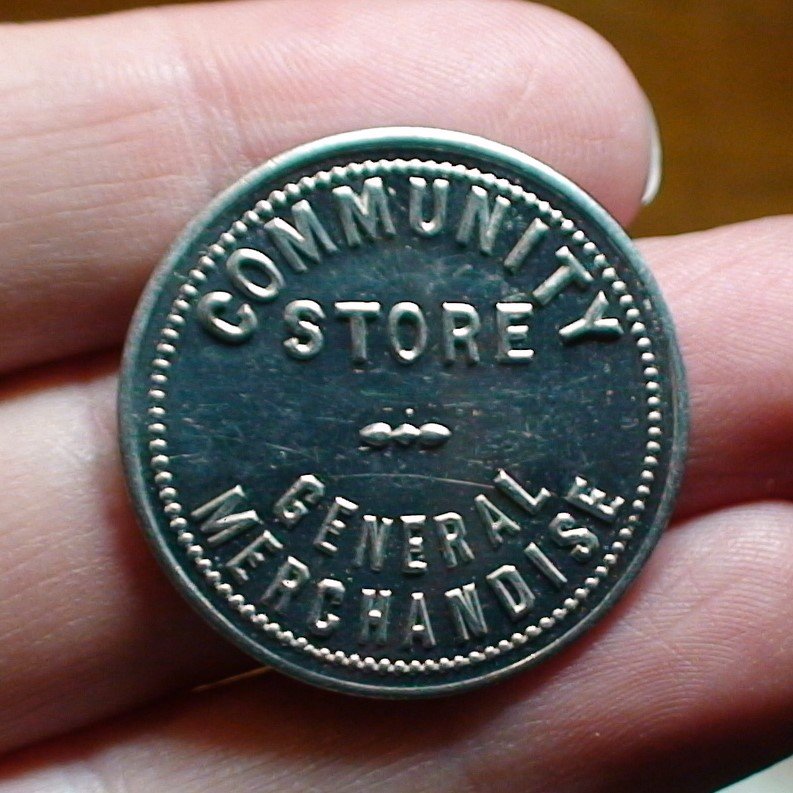 COMMUNITY
STORE
GENERAL
MERCHANDISE